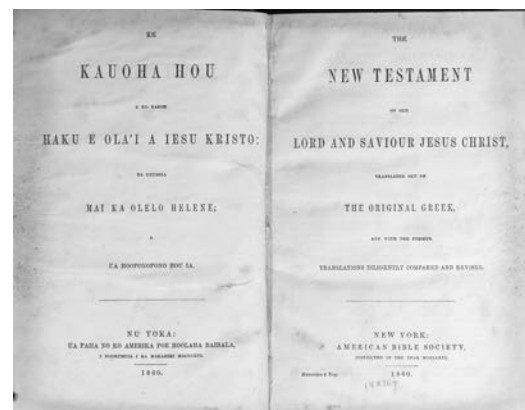 KE
KAUOHA HOU
A KO KAKOU
HAKU E OLA'I A IESU KRISTO:
UA UNUHIIA
MAI KA OLELO HELENE;
A
UA HOOPONOPONO HOU IA.
NU YOKA:
UA PAIIA NO KO AMERIKA POE HOOLAHA BAIBALA,
1860.
THE
NEW TESTAMENT
OF OUR
LORD AND SAVIOUR JESUS CHRIST,
TRANSLATED OUT OF
THE ORIGINAL GREEK,
AND WITH THE FORMER
TRANSLATIONS DILIGENTLY COMPARED AND REVISED.
NEW YORK:
AMERICAN BIBLE SOCIETY,
INSTITUTED IN THE YEAR MDCCCXVI.
1860.